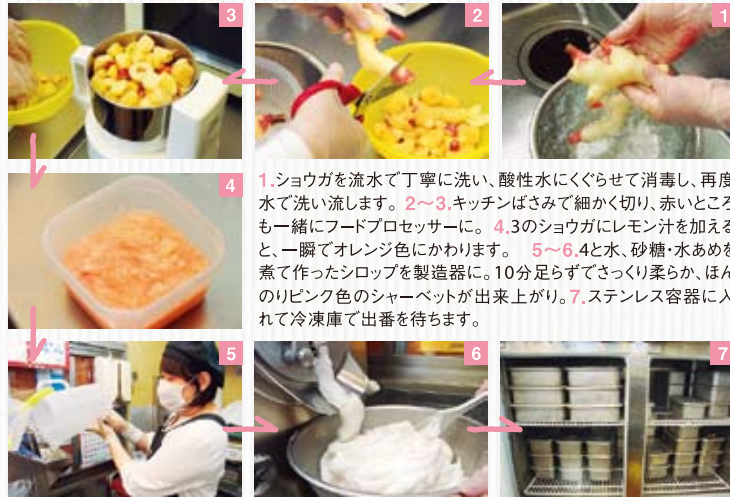 3
2
1
4
1.ショウガを流水で丁寧に洗い、酸性水にくぐらせて消毒し、再度
水で洗い流します。 2〜3.キッチンばさみで細かく切り、赤いところ
も一緒にフードプロセッサーに。 4.3のショウガにレモン汁を加える
と、一瞬でオレンジ色にかわります。 5〜6.4と水、砂糖・水あめを
煮て作ったシロップを製造器に。10分足らずでさっくり柔らか、ほん
のりピンク色のシャーベットが出来上がり。7.ステンレス容器に入
れて冷凍庫で出番を待ちます。
5
6
7